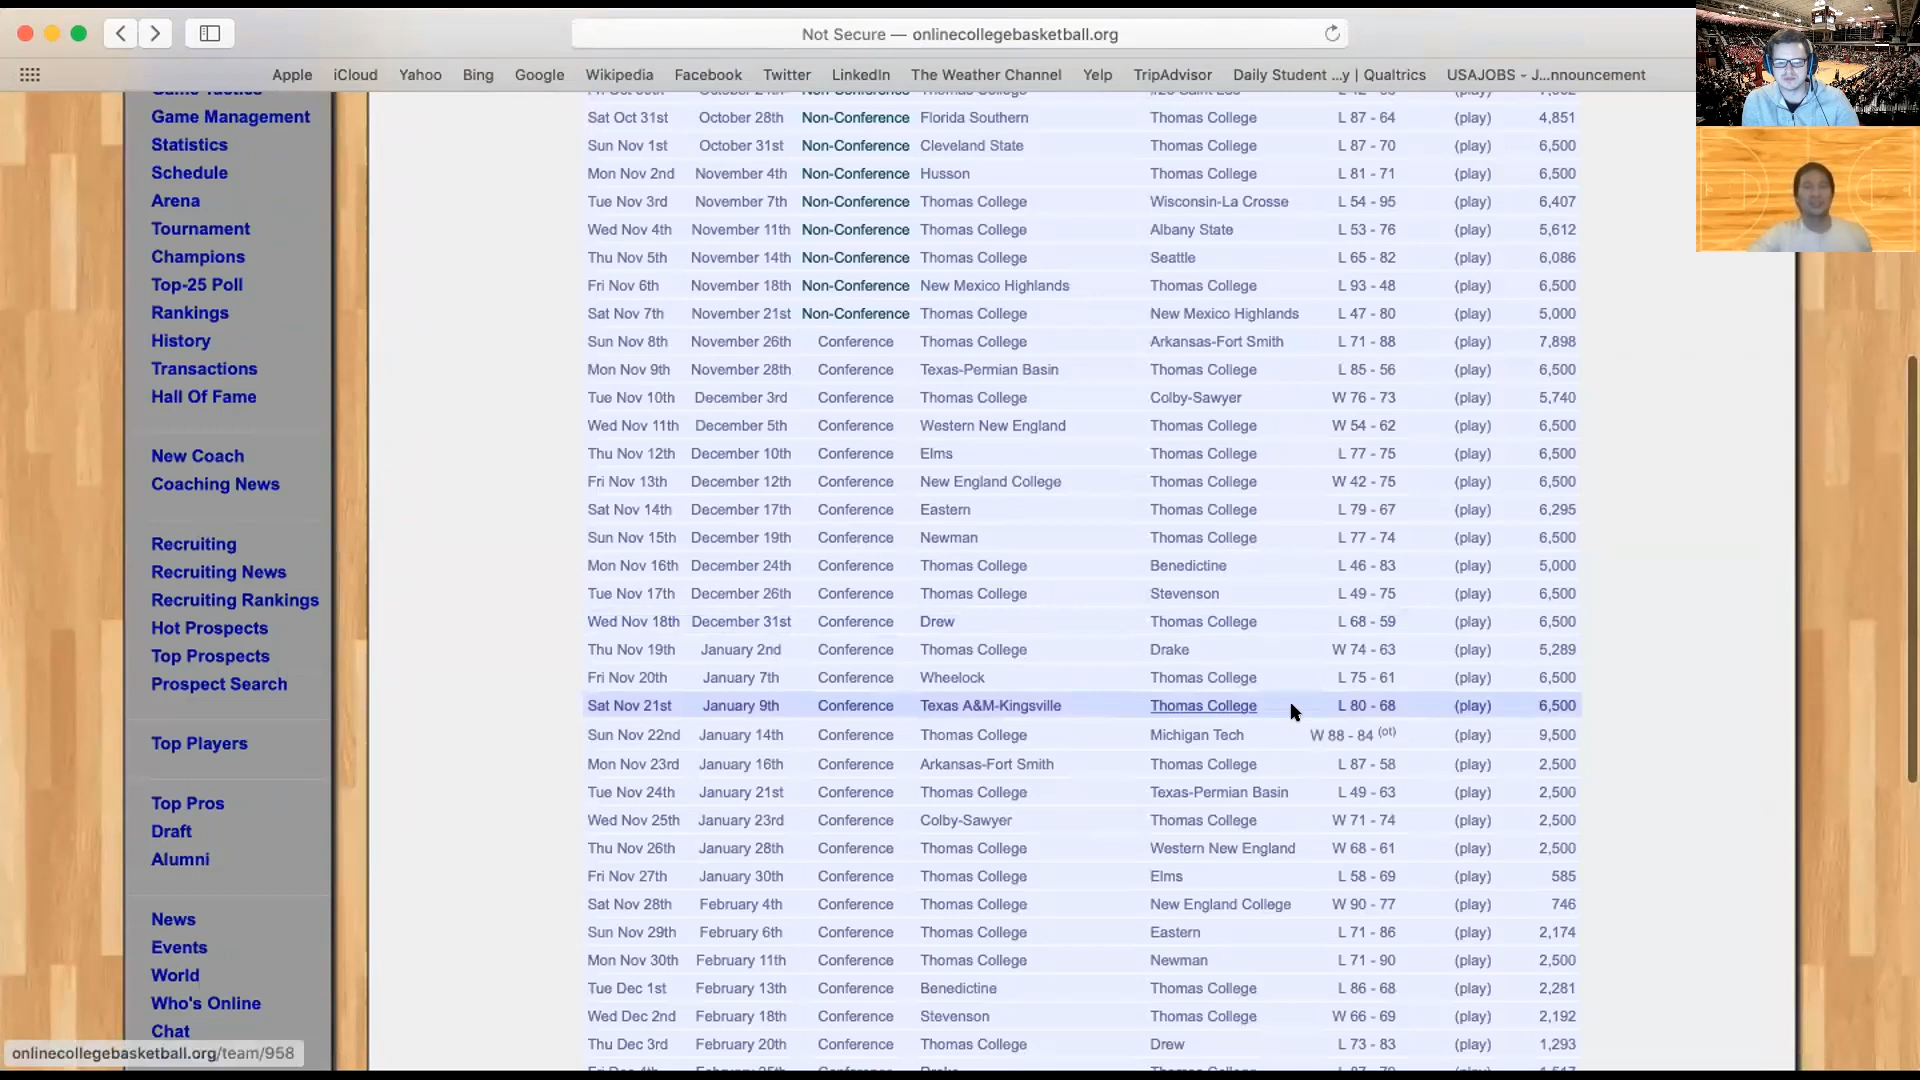 Not Secure — onlinecollegebasketball.org
Apple iCloud Yahoo Bing Google Wikipedia Facebook Twitter LinkedIn The Weather Channel Yelp TripAdvisor Daily Student ...y | Qualtrics USAJOBS - J...nnouncement
Game Tactics
Game Management
Statistics
Schedule
Arena
Tournament
Champions
Top-25 Poll
Rankings
History
Transactions
Hall Of Fame
New Coach
Coaching News
Recruiting
Recruiting News
Recruiting Rankings
Hot Prospects
Top Prospects
Prospect Search
Top Players
Top Pros
Draft
Alumni
News
Events
World
Who's Online
Chat
Non-Conference Thomas College
Sat Oct 31st October 28th Non-Conference Florida Southern Thomas College L 87 - 64 (play) 4,851
Sun Nov 1st October 31st Non-Conference Cleveland State Thomas College L 87 - 70 (play) 6,500
Mon Nov 2nd November 4th Non-Conference Husson Thomas College L 81 - 71 (play) 6,500
Tue Nov 3rd November 7th Non-Conference Thomas College Wisconsin-La Crosse L 54 - 95 (play) 6,407
Wed Nov 4th November 11th Non-Conference Thomas College Albany State L 53 - 76 (play) 5,612
Thu Nov 5th November 14th Non-Conference Thomas College Seattle L 65 - 82 (play) 6,086
Fri Nov 6th November 18th Non-Conference New Mexico Highlands Thomas College L 93 - 48 (play) 6,500
Sat Nov 7th November 21st Non-Conference Thomas College New Mexico Highlands L 47 - 80 (play) 5,000
Sun Nov 8th November 26th Conference Thomas College Arkansas-Fort Smith L 71 - 88 (play) 7,898
Mon Nov 9th November 28th Conference Texas-Permian Basin Thomas College L 85 - 56 (play) 6,500
Tue Nov 10th December 3rd Conference Thomas College Colby-Sawyer W 76 - 73 (play) 5,740
Wed Nov 11th December 5th Conference Western New England Thomas College W 54 - 62 (play) 6,500
Thu Nov 12th December 10th Conference Elms Thomas College L 77 - 75 (play) 6,500
Fri Nov 13th December 12th Conference New England College Thomas College W 42 - 75 (play) 6,500
Sat Nov 14th December 17th Conference Eastern Thomas College L 79 - 67 (play) 6,295
Sun Nov 15th December 19th Conference Newman Thomas College L 77 - 74 (play) 6,500
Mon Nov 16th December 24th Conference Thomas College Benedictine L 46 - 83 (play) 5,000
Tue Nov 17th December 26th Conference Thomas College Stevenson L 49 - 75 (play) 6,500
Wed Nov 18th December 31st Conference Drew Thomas College L 68 - 59 (play) 6,500
Thu Nov 19th January 2nd Conference Thomas College Drake W 74 - 63 (play) 5,289
Fri Nov 20th January 7th Conference Wheelock Thomas College L 75 - 61 (play) 6,500
Sat Nov 21st January 9th Conference Texas A&M-Kingsville Thomas College L 80 - 68 (play) 6,500
Sun Nov 22nd January 14th Conference Thomas College Michigan Tech W 88 - 84 (ot) (play) 9,500
Mon Nov 23rd January 16th Conference Arkansas-Fort Smith Thomas College L 87 - 58 (play) 2,500
Tue Nov 24th January 21st Conference Thomas College Texas-Permian Basin L 49 - 63 (play) 2,500
Wed Nov 25th January 23rd Conference Colby-Sawyer Thomas College W 71 - 74 (play) 2,500
Thu Nov 26th January 28th Conference Thomas College Western New England W 68 - 61 (play) 2,500
Fri Nov 27th January 30th Conference Thomas College Elms L 58 - 69 (play) 585
Sat Nov 28th February 4th Conference Thomas College New England College W 90 - 77 (play) 746
Sun Nov 29th February 6th Conference Thomas College Eastern L 71 - 86 (play) 2,174
Mon Nov 30th February 11th Conference Thomas College Newman L 71 - 90 (play) 2,500
Tue Dec 1st February 13th Conference Benedictine Thomas College L 86 - 68 (play) 2,281
Wed Dec 2nd February 18th Conference Stevenson Thomas College W 66 - 69 (play) 2,192
Thu Dec 3rd February 20th Conference Thomas College Drew L 73 - 83 (play) 1,293
onlinecollegebasketball.org/team/958